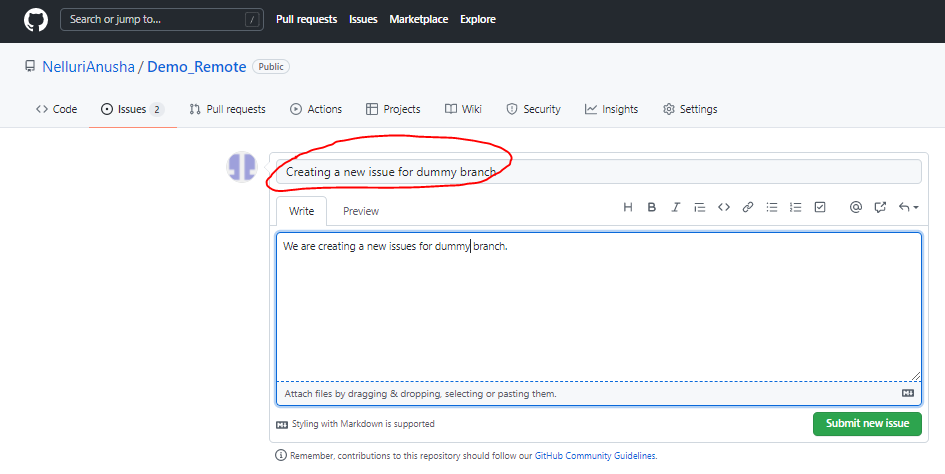 Search or jump to... /
Pull requests Issues Marketplace Explore
NelluriAnusha / Demo_Remote Public
Code Issues 2 Pull requests Actions Projects Wiki Security Insights Settings
Creating a new issue for dummy branch
Write Preview
H B I @
We are creating a new issues for dummy branch.
Attach files by dragging & dropping, selecting or pasting them.
Styling with Markdown is supported
Submit new issue
Remember, contributions to this repository should follow our GitHub Community Guidelines.